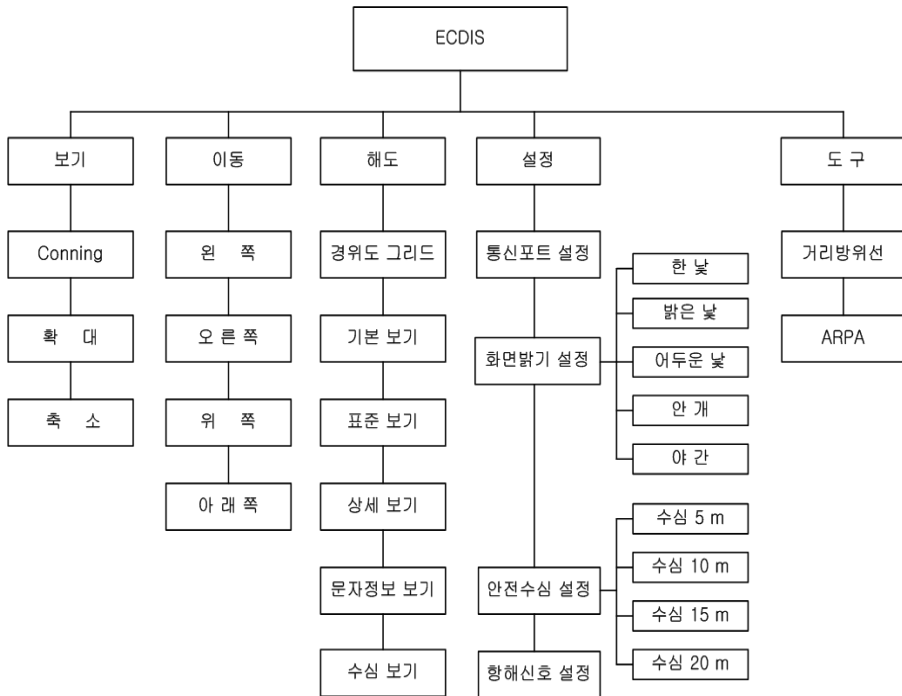 ECDIS
보기
이동
해도
설정
도 구
Conning
확 대
축 소
왼 쪽
오 른 쪽
위 쪽
아 래 쪽
경위도 그리드
기본 보기
표준 보기
상세 보기
문자정보 보기
수심 보기
통신포트 설정
화면밝기 설정
한 낮
밝은 낮
어두운 낮
안 개
야 간
안전수심 설정
수심 5 m
수심 10 m
수심 15 m
수심 20 m
항해신호 설정
거리방위선
ARPA